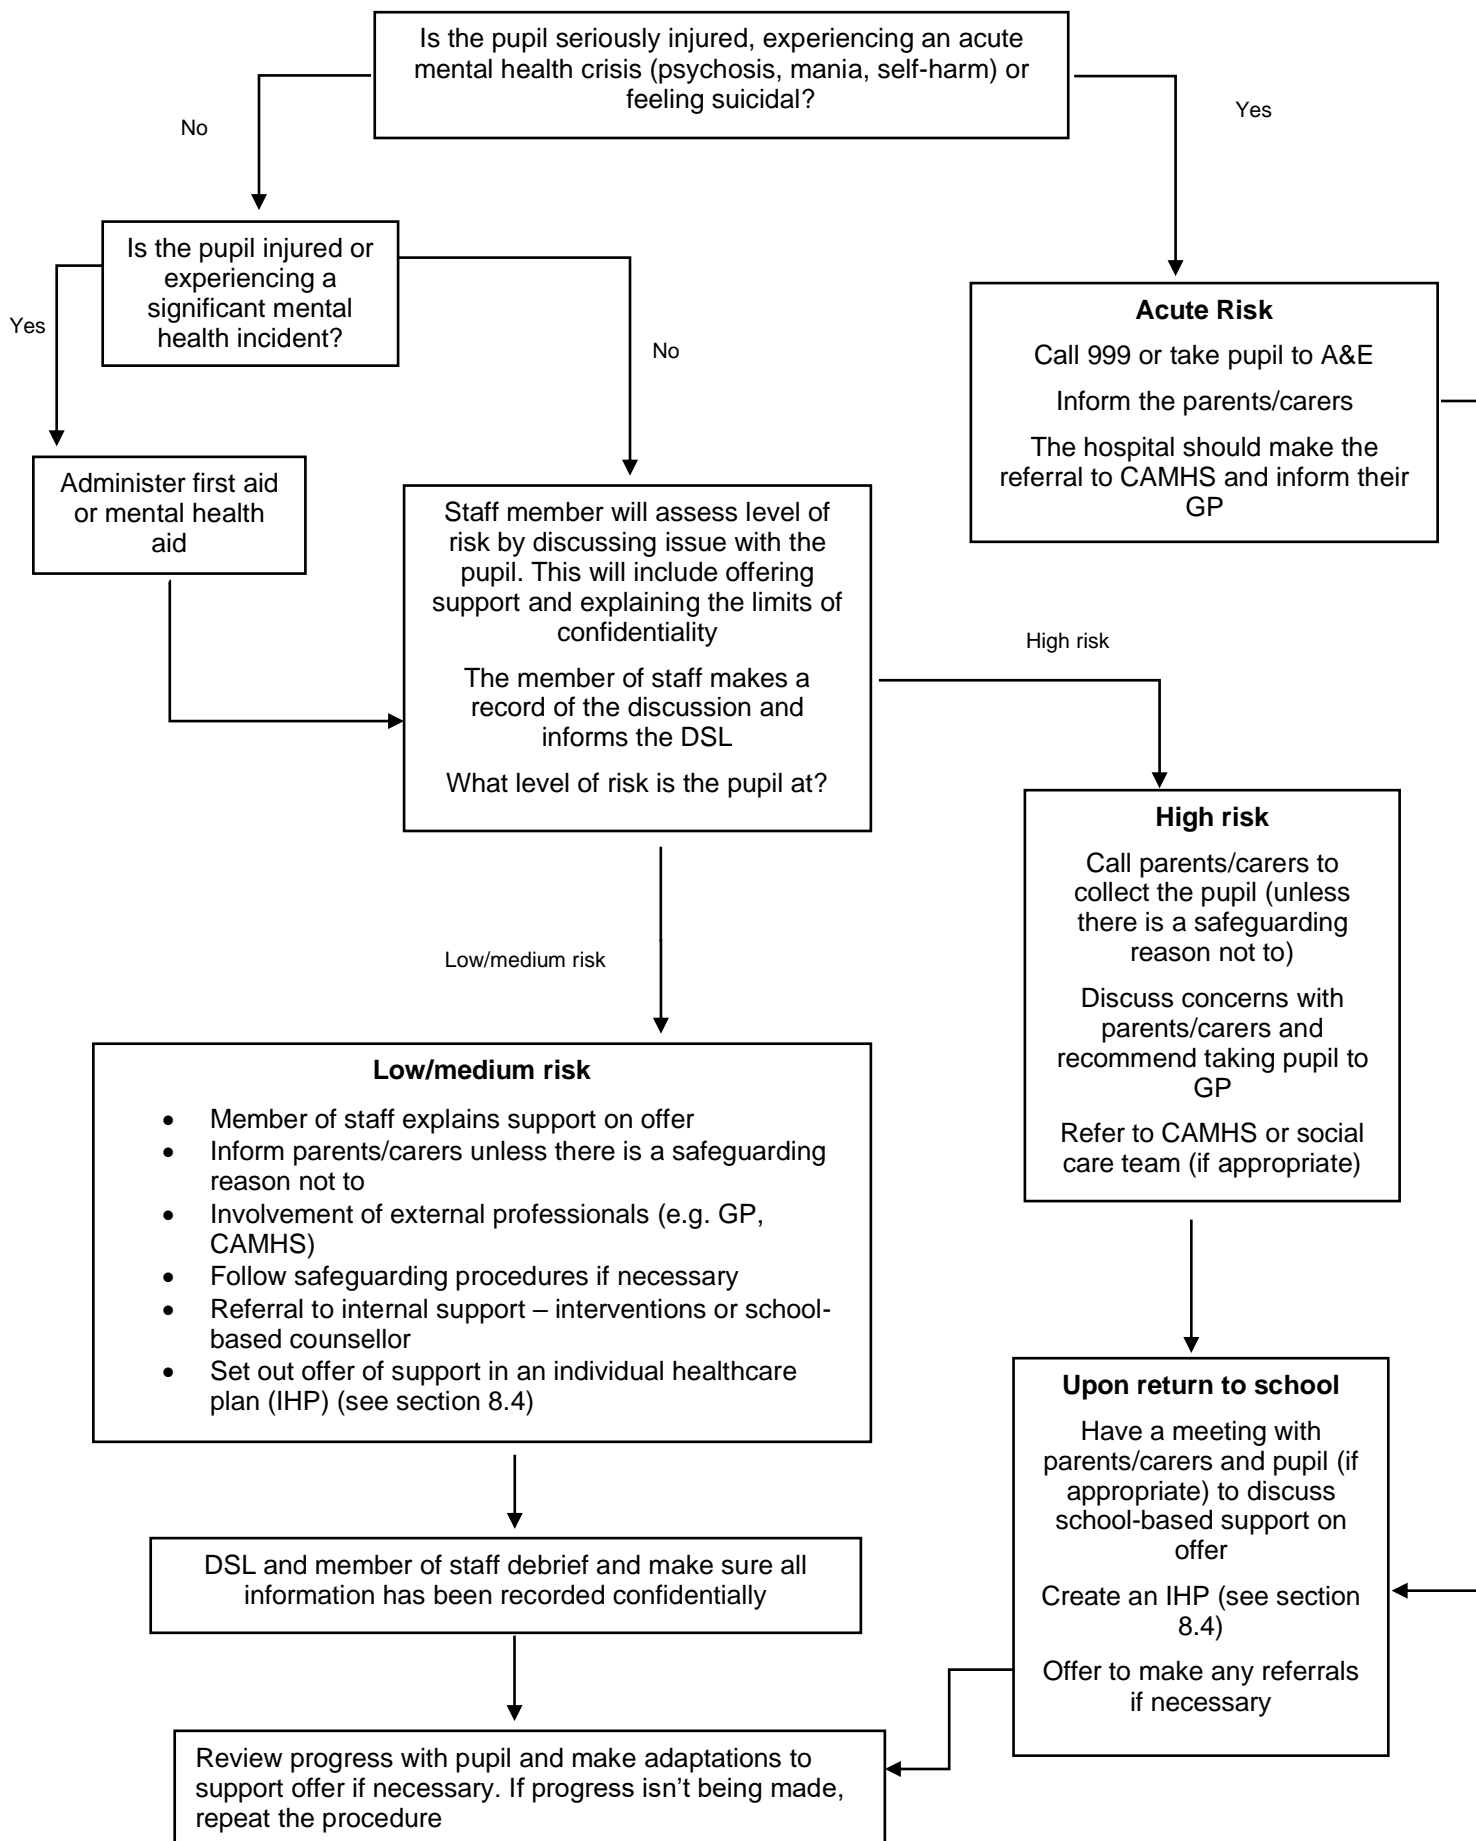 Is the pupil seriously injured, experiencing an acute
mental health crisis (psychosis, mania, self-harm) or
feeling suicidal?
No
Yes
Is the pupil injured or
experiencing a
significant mental
health incident?
Yes
No
Acute Risk
Call 999 or take pupil to A&E
Inform the parents/carers
The hospital should make the
referral to CAMHS and inform their
GP
Administer first aid
or mental health
aid
Staff member will assess level of
risk by discussing issue with the
pupil. This will include offering
support and explaining the limits of
confidentiality
The member of staff makes a
record of the discussion and
informs the DSL
What level of risk is the pupil at?
High risk
High risk
Call parents/carers to
collect the pupil (unless
there is a safeguarding
reason not to)
Discuss concerns with
parents/carers and
recommend taking pupil to
GP
Refer to CAMHS or social
care team (if appropriate)
Low/medium risk
Low/medium risk
• Member of staff explains support on offer
• Inform parents/carers unless there is a safeguarding
reason not to
• Involvement of external professionals (e.g. GP,
CAMHS)
• Follow safeguarding procedures if necessary
• Referral to internal support – interventions or school-
based counsellor
• Set out offer of support in an individual healthcare
plan (IHP) (see section 8.4)
Upon return to school
Have a meeting with
parents/carers and pupil (if
appropriate) to discuss
school-based support on
offer
Create an IHP (see section
8.4)
Offer to make any referrals
if necessary
DSL and member of staff debrief and make sure all
information has been recorded confidentially
Review progress with pupil and make adaptations to
support offer if necessary. If progress isn’t being made,
repeat the procedure